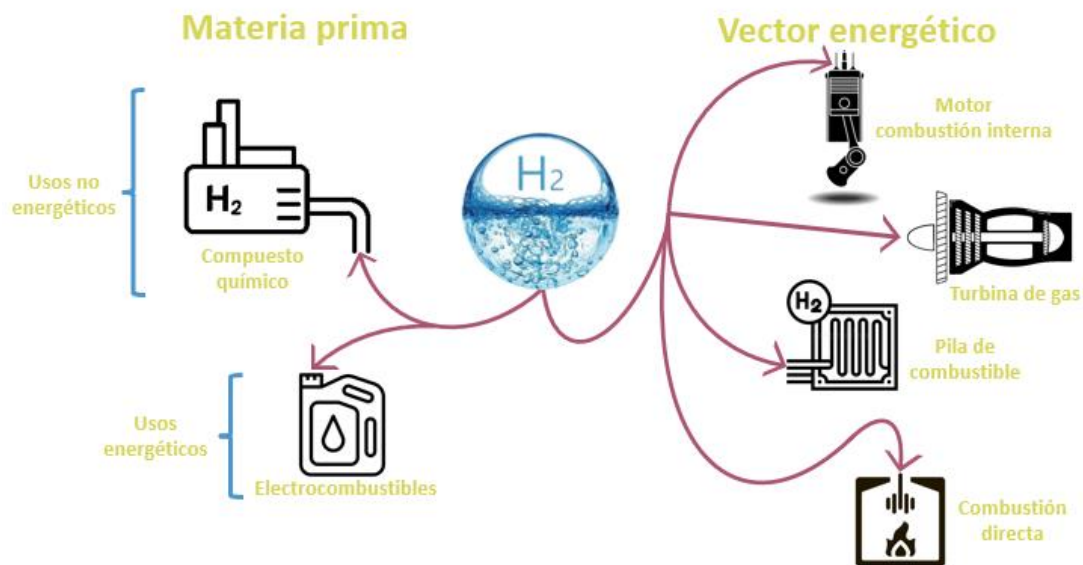 Materia prima
Vector energético
H2
Motor
combustión interna
Usos no
energéticos
H2
Compuesto
químico
Turbina de gas
H2
Pila de
combustible
Usos
energéticos
Electrocombustibles
Combustión
directa